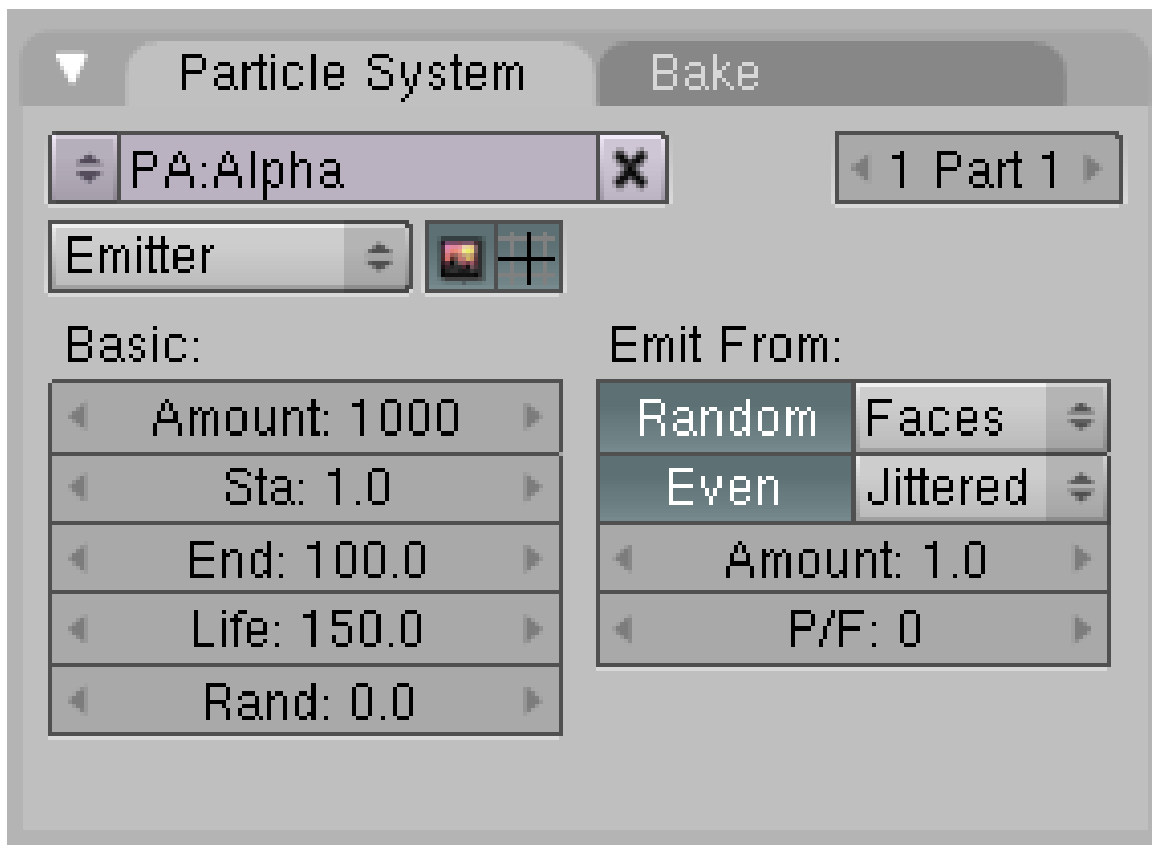 Particle System Bake
PA:Alpha 1 Part 1
Emitter
Basic: Emit From:
Amount: 1000 Random Faces
Sta: 1.0 Even Jittered
End: 100.0 Amount: 1.0
Life: 150.0 P/F: 0
Rand: 0.0